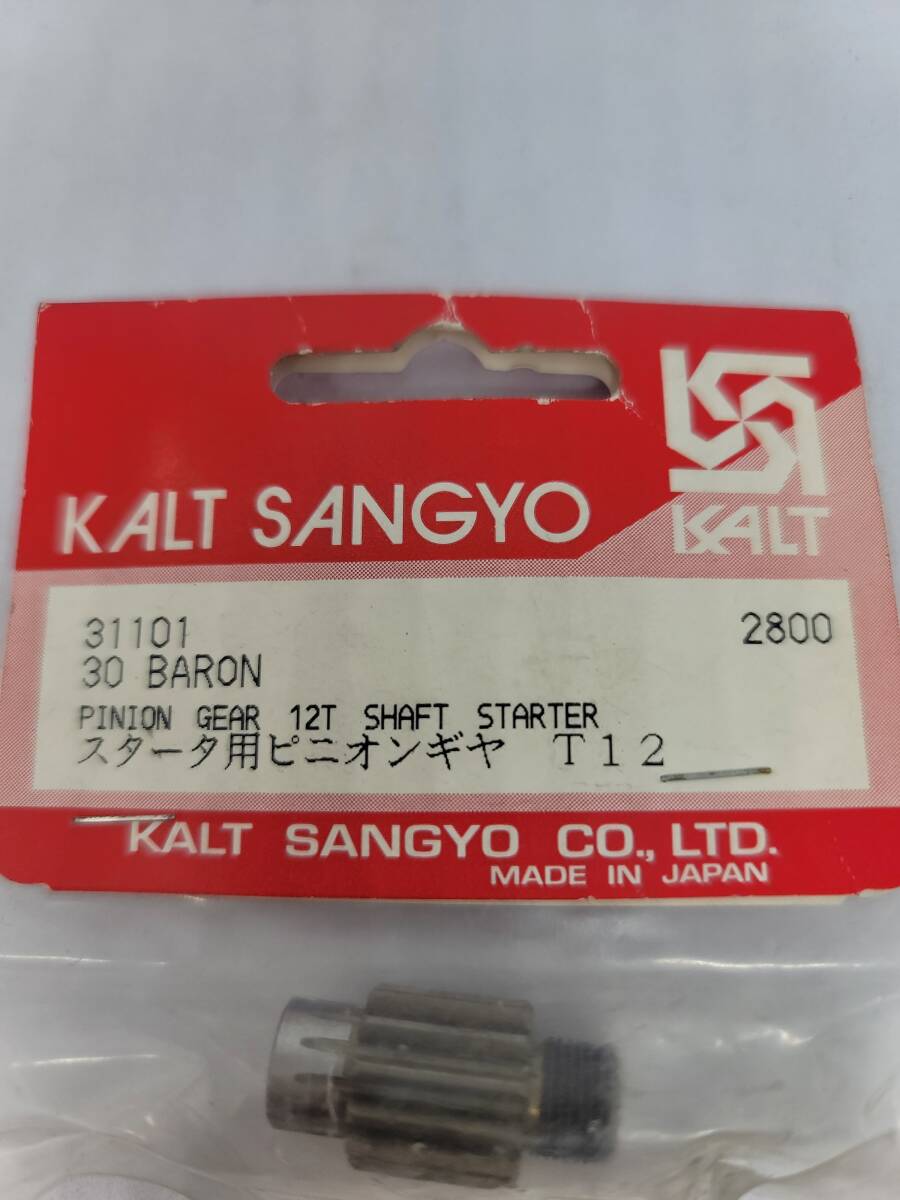 KALT
KALT SANGYO
31101 2800
30 BARON
PINION GEAR 12T SHAFT STARTER
スタータ用ピニオンギヤ T12
KALT SANGYO CO., LTD.
MADE IN JAPAN